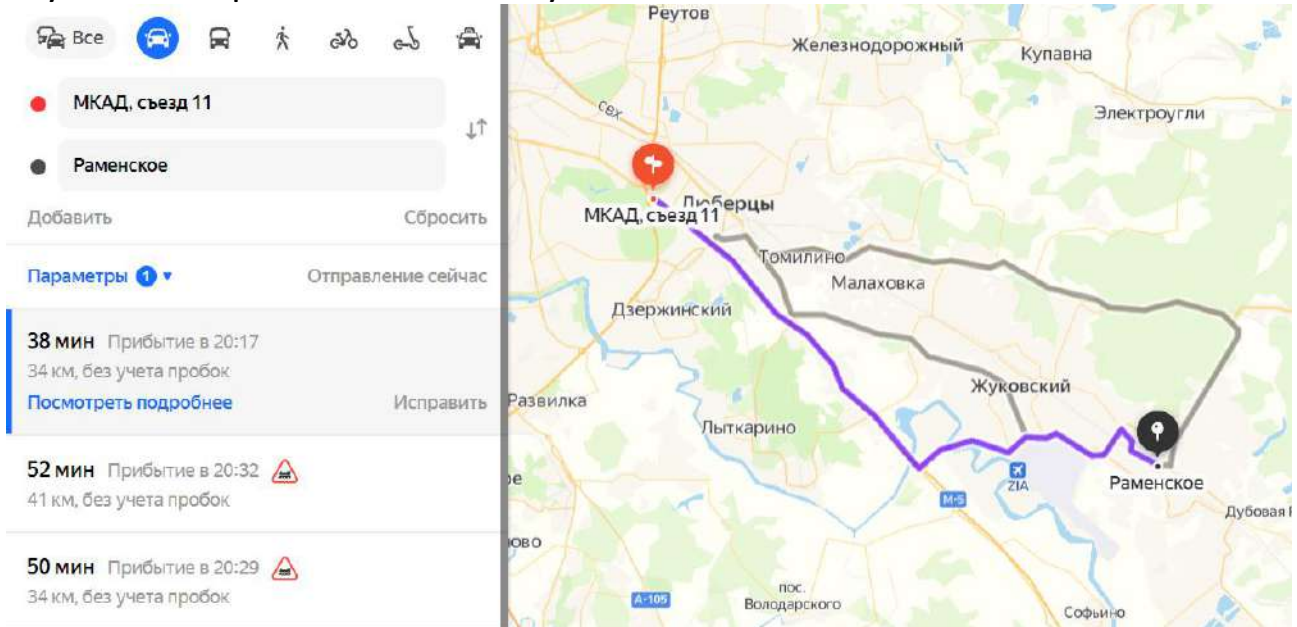 Все
МКАД, съезд 11
Раменское
Добавить
Сбросить
Параметры 1
Отправление сейчас
38 мин Прибытие в 20:17
34 км, без учета пробок
Посмотреть подробнее
Исправить
52 мин Прибытие в 20:32
41 км, без учета пробок
50 мин Прибытие в 20:29
34 км, без учета пробок
Реутов
Железнодорожный
Купавна
Электроугли
Люберцы
МКАД, съезд 11
Томилино
Малаховка
Дзержинский
Жуковский
Развилка
Лыткарино
ZIA
Раменское
М-5
Дубовая
А-105
пос.
Володарского
Софьино